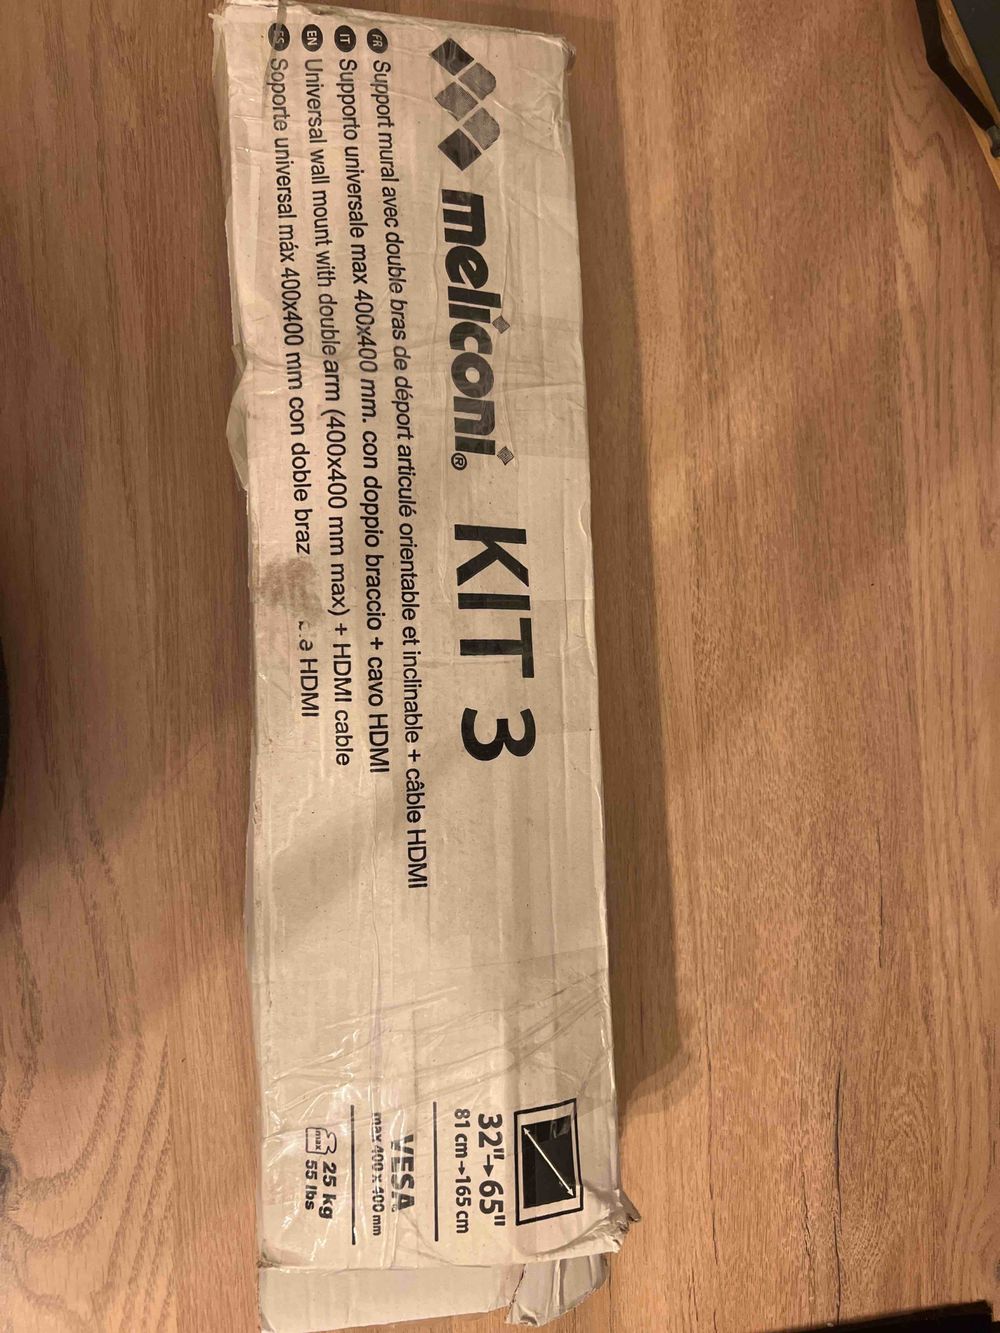 meliconi® KIT 3
FR Support mural avec double bras de déport articulé orientable et inclinable + câble HDMI
IT Supporto universale max 400x400 mm. con doppio braccio + cavo HDMI
EN Universal wall mount with double arm (400x400 mm max) + HDMI cable
ES Soporte universal máx 400x400 mm con doble braz HDMI
32"→65"
81 cm→165 cm
VESA
max 400 x 400 mm
max 25 kg
55 lbs